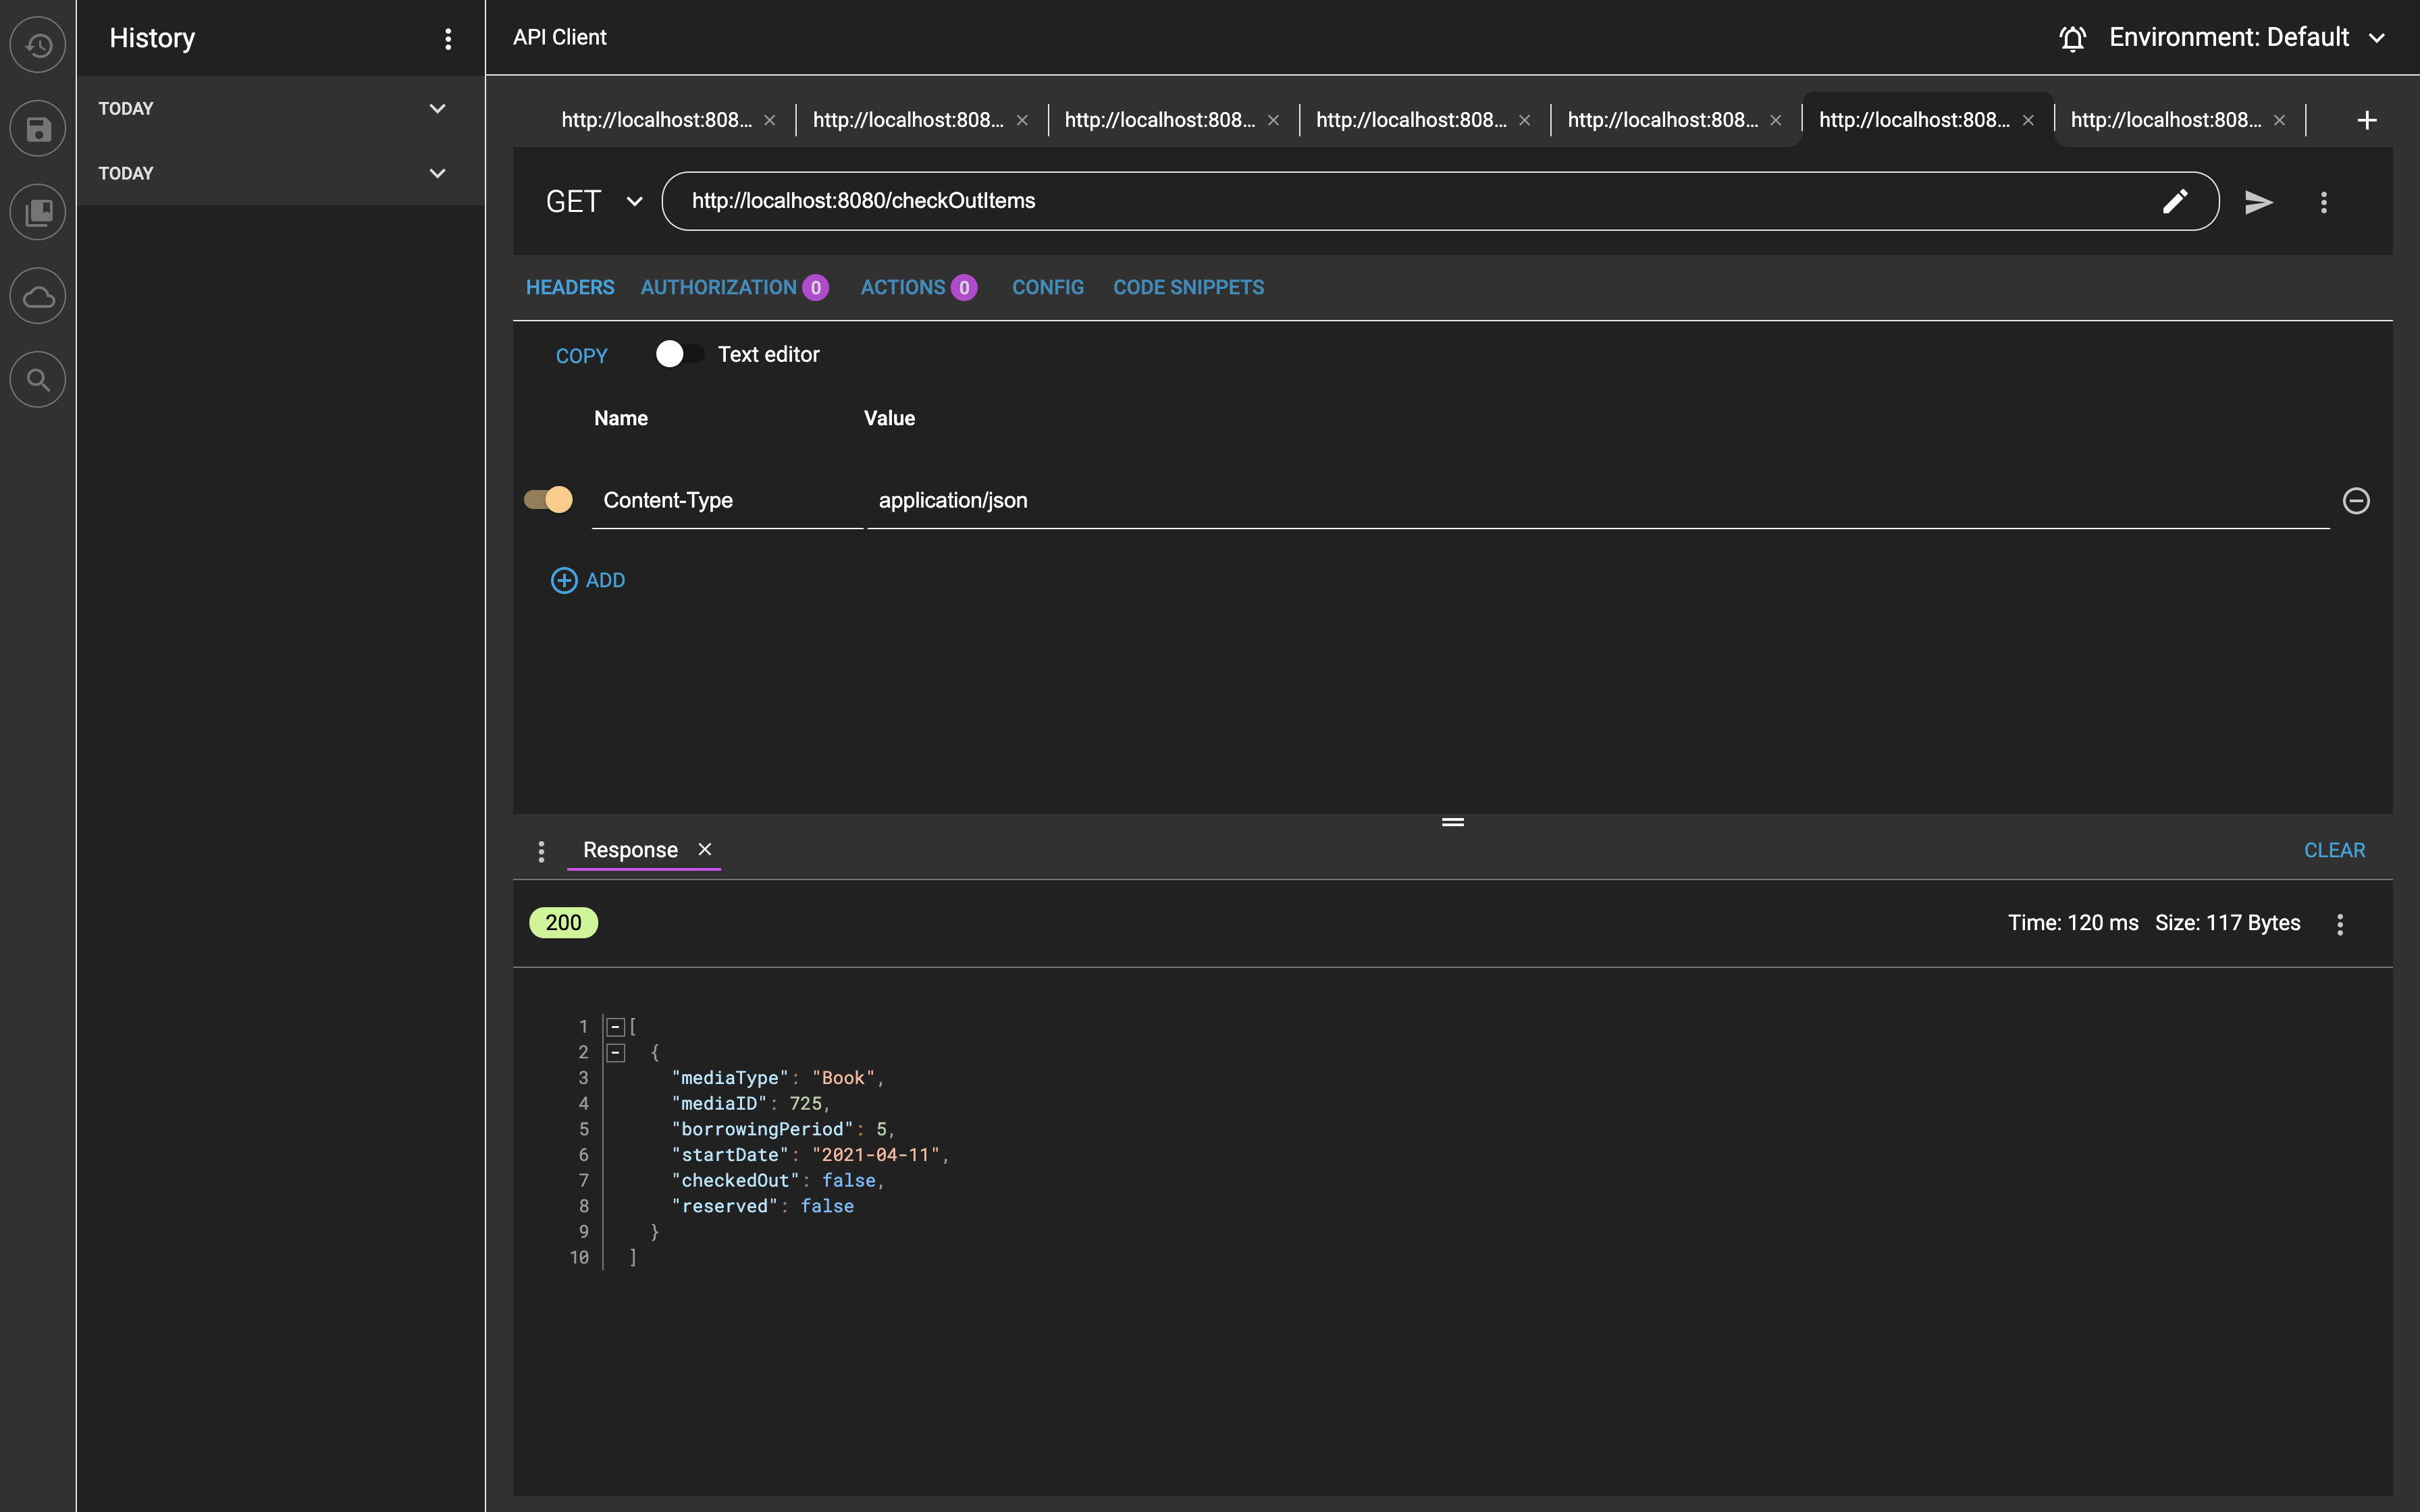 History
API Client
Environment: Default
TODAY
TODAY
http://localhost:808...
http://localhost:808...
http://localhost:808...
http://localhost:808...
http://localhost:808...
http://localhost:808...
http://localhost:808...
GET
http://localhost:8080/checkOutItems
HEADERS AUTHORIZATION 0 ACTIONS 0 CONFIG CODE SNIPPETS
COPY Text editor
Name Value
Content-Type application/json
ADD
Response
CLEAR
200
Time: 120 ms Size: 117 Bytes
1 [
2 {
3 "mediaType": "Book",
4 "mediaID": 725,
5 "borrowingPeriod": 5,
6 "startDate": "2021-04-11",
7 "checkedOut": false,
8 "reserved": false
9 }
10 ]